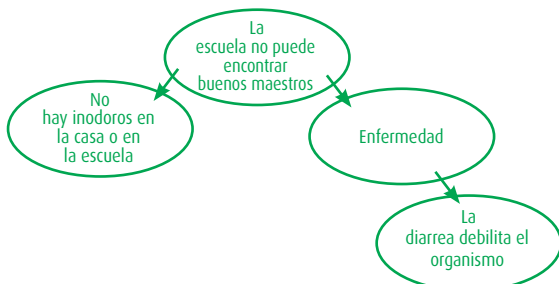 La
escuela no puede
encontrar
buenos maestros
No
hay inodoros en
la casa o en
la escuela
Enfermedad
La
diarrea debilita el
organismo